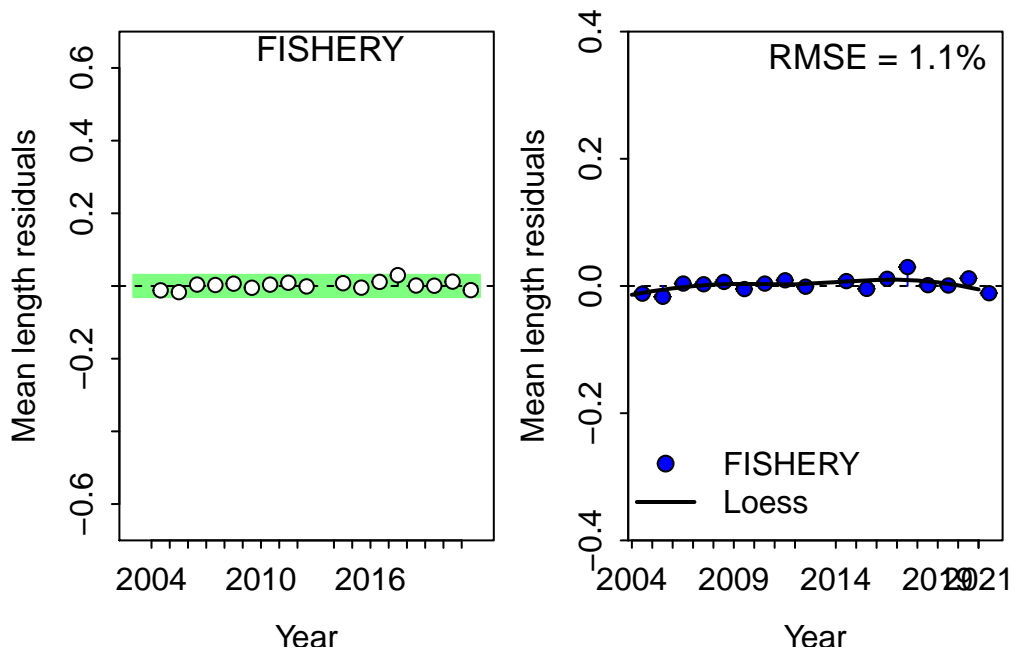 FISHERY
Mean length residuals
0.6
0.4
0.2
0.0
−0.2
−0.6
2004 2010 2016
Year
RMSE = 1.1%
Mean length residuals
0.4
0.2
0.0
−0.2
−0.4
FISHERY
Loess
2004 2009 2014 2019 2021
Year